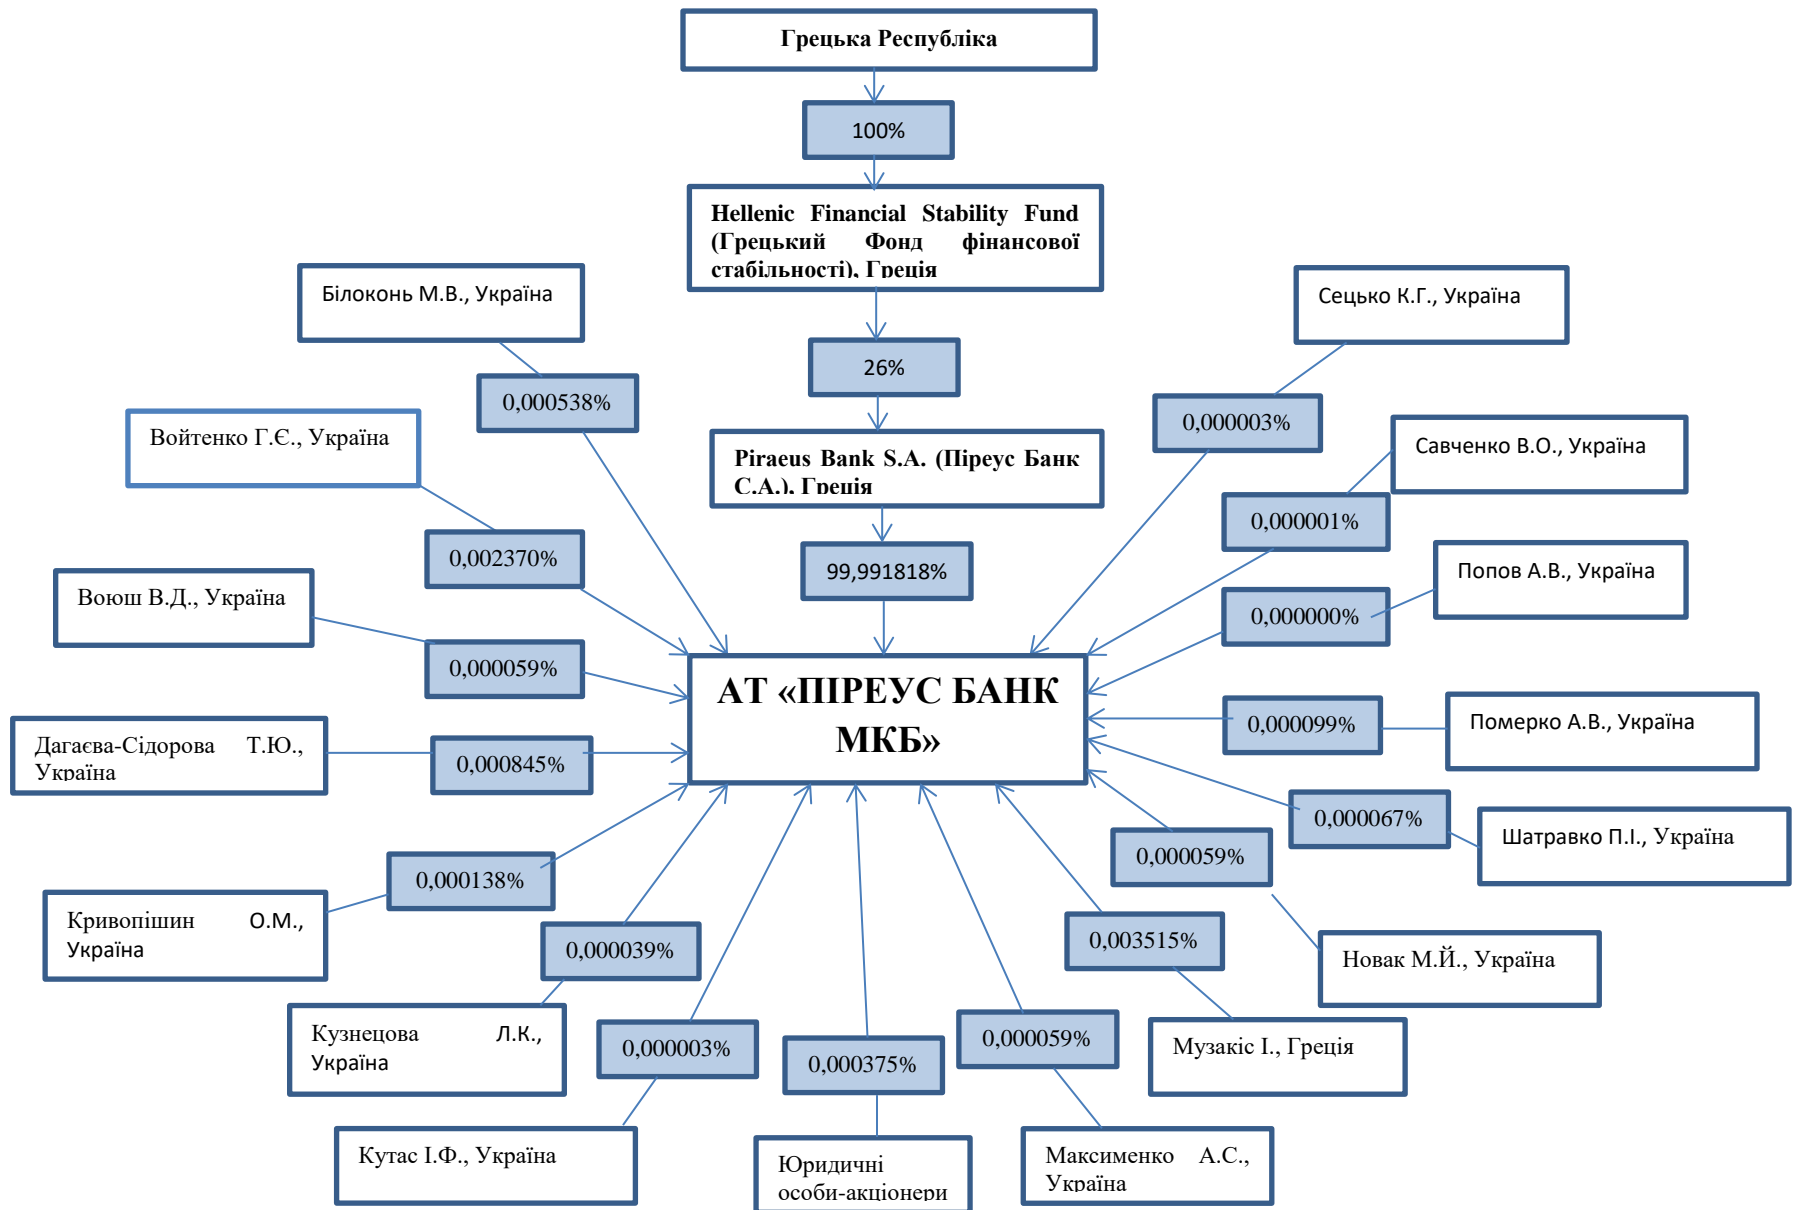 Грецька Республіка
100%
Hellenic Financial Stability Fund
(Грецький Фонд фінансової
стабільності), Греція
Білоконь М.В., Україна
Сецько К.Г., Україна
26%
0,000538%
0,000003%
Войтенко Г.Є., Україна
Piraeus Bank S.A. (Піреус Банк
С.А.), Греція
Савченко В.О., Україна
0,002370%
0,000001%
99,991818%
Попов А.В., Україна
Воюш В.Д., Україна
0,000000%
0,000059%
АТ «ПІРЕУС БАНК
МКБ»
0,000099%
Померко А.В., Україна
Дагаєва-Сідорова Т.Ю.,
Україна
0,000845%
0,000067%
Шатравко П.І., Україна
0,000059%
0,000138%
Кривопішин О.М.,
Україна
0,000039%
0,003515%
Новак М.Й., Україна
Кузнецова Л.К.,
Україна
0,000003%
0,000375%
0,000059%
Музакіс І., Греція
Кутас І.Ф., Україна
Юридичні
особи-акціонери
Максименко А.С.,
Україна